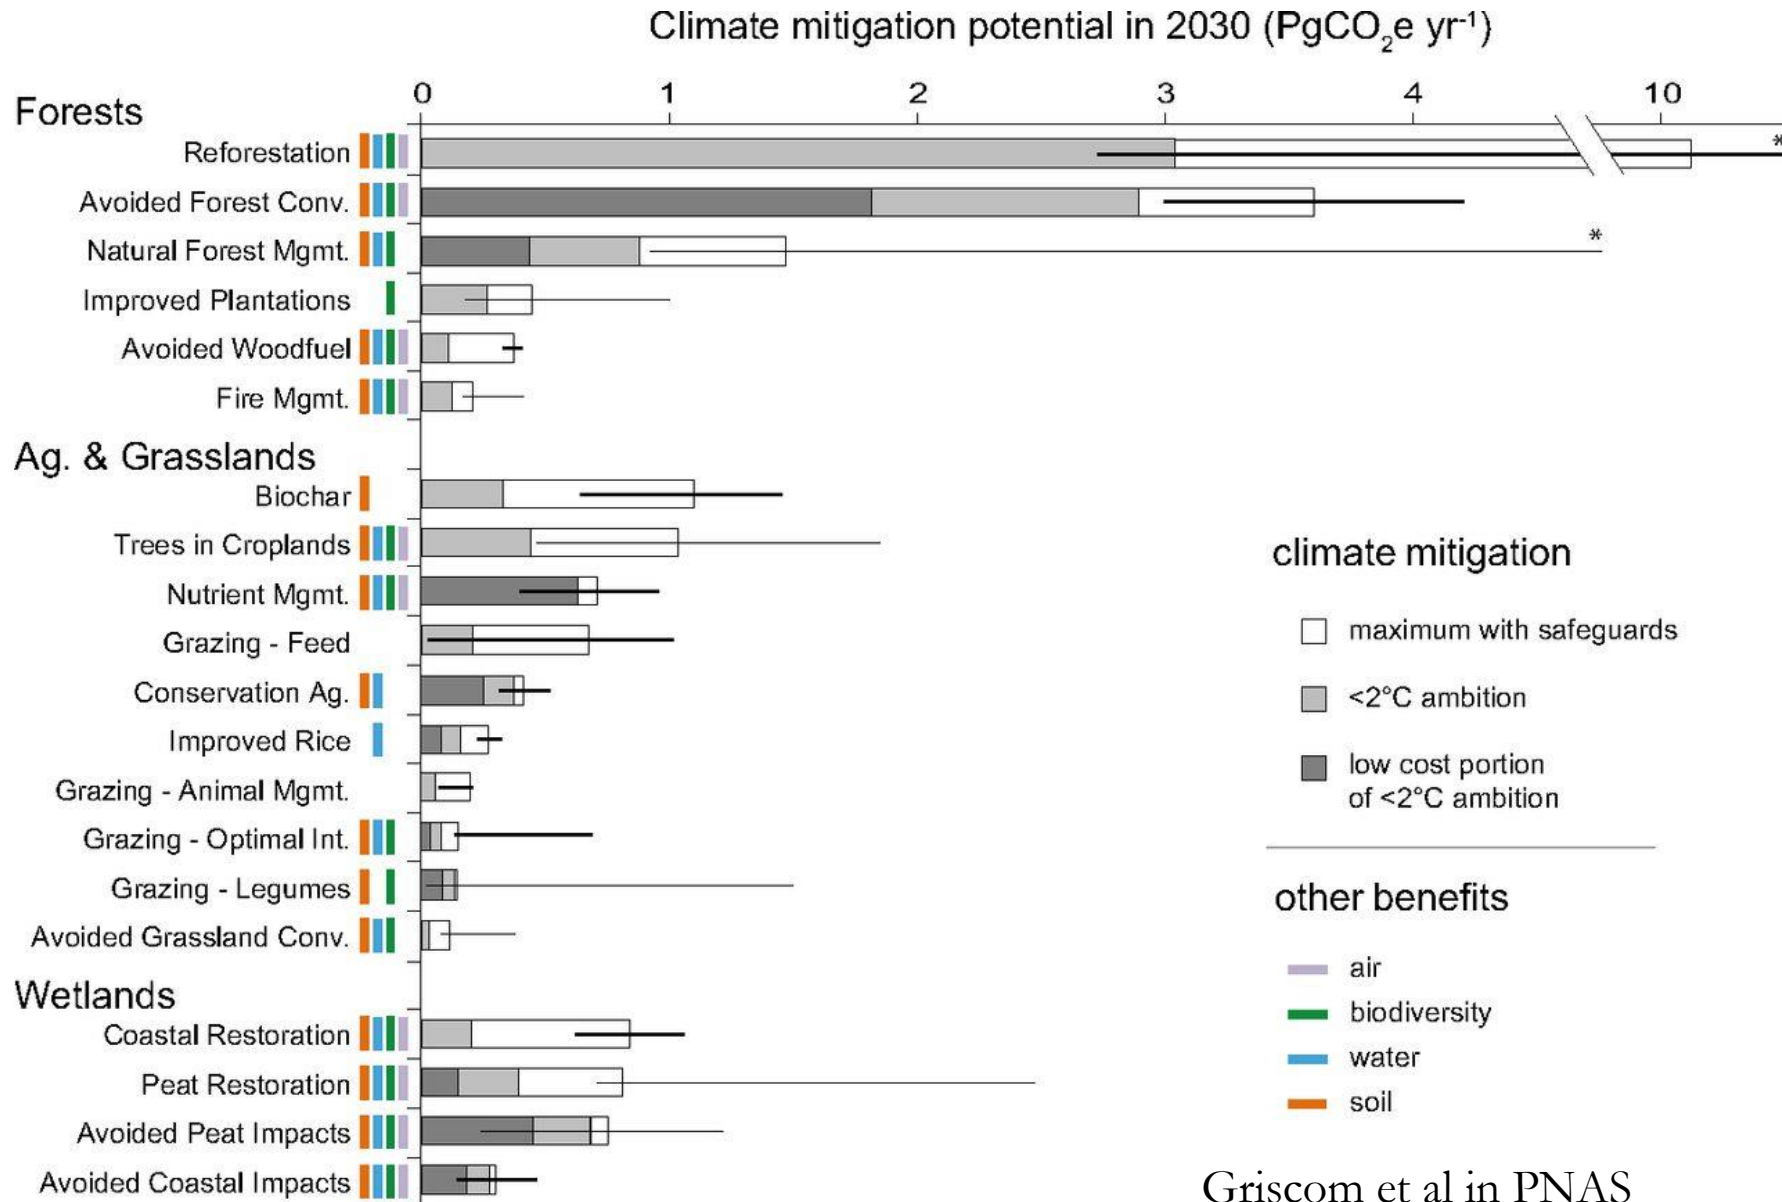 Climate mitigation potential in 2030 (PgCO₂e yr⁻¹)
0 1 2 3 4 10
Forests
Reforestation
*
Avoided Forest Conv.
Natural Forest Mgmt.
*
Improved Plantations
Avoided Woodfuel
Fire Mgmt.
Ag. & Grasslands
Biochar
Trees in Croplands
Nutrient Mgmt.
Grazing - Feed
Conservation Ag.
Improved Rice
Grazing - Animal Mgmt.
Grazing - Optimal Int.
Grazing - Legumes
Avoided Grassland Conv.
Wetlands
Coastal Restoration
Peat Restoration
Avoided Peat Impacts
Avoided Coastal Impacts
climate mitigation
maximum with safeguards
<2°C ambition
low cost portion
of <2°C ambition
other benefits
air
biodiversity
water
soil
Griscom et al in PNAS